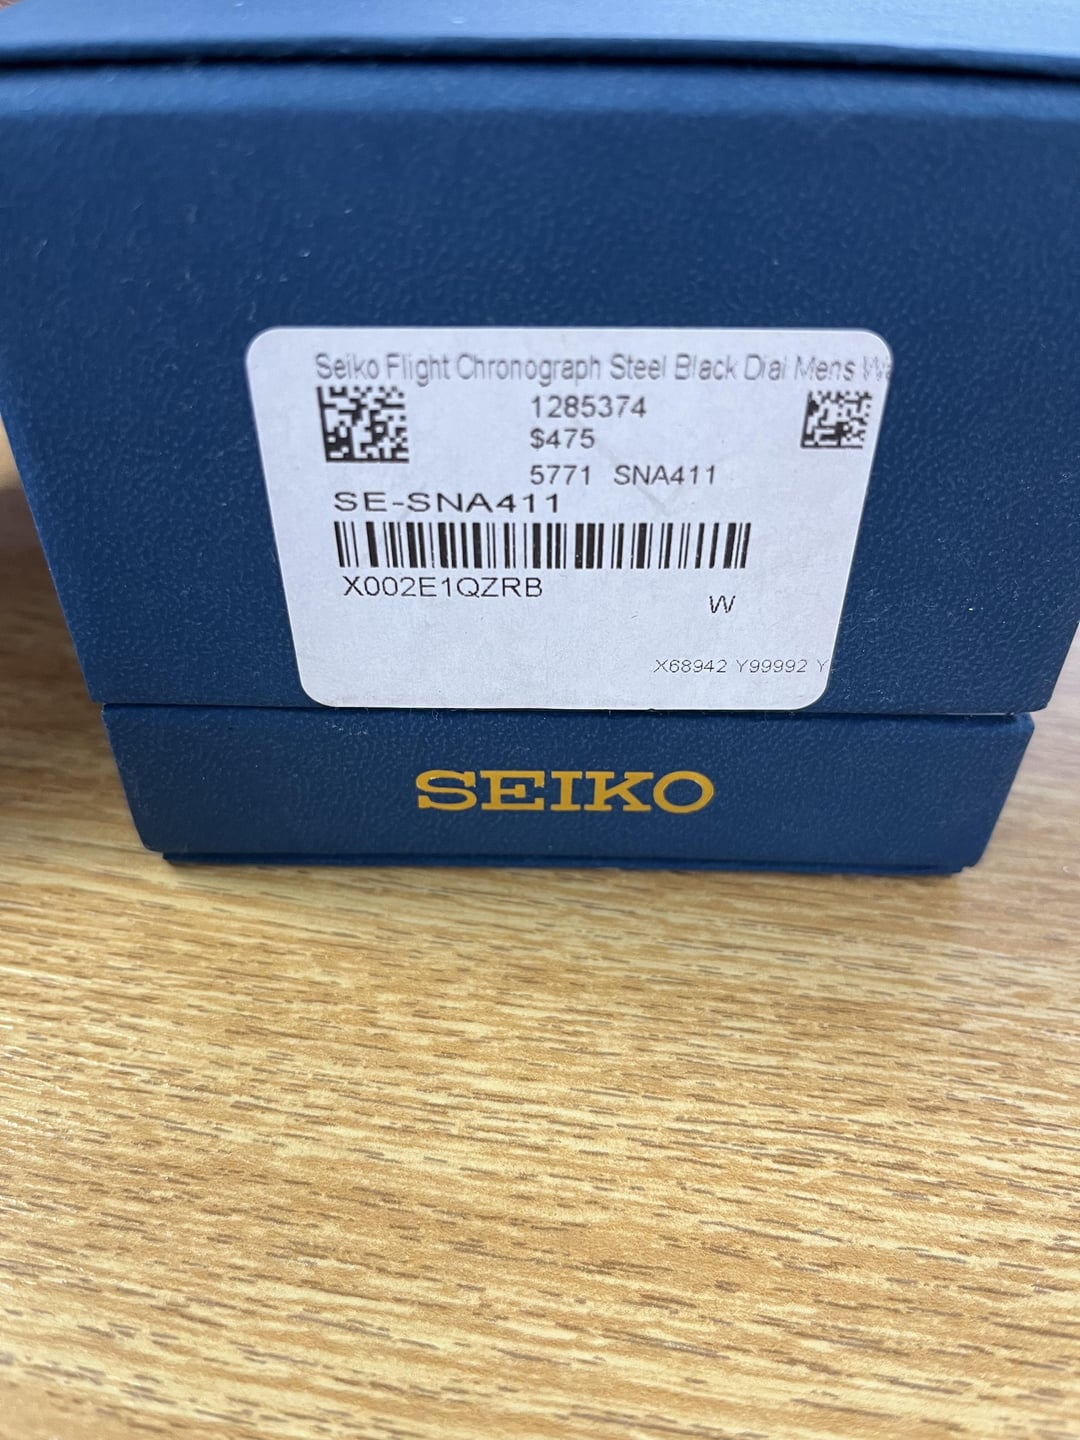 Seiko Flight Chronograph Steel Black Dial Mens
1285374
$475
5771 SNA411
SE-SNA411
X002E1QZRB
W
X68942 Y99992 Y
SEIKO